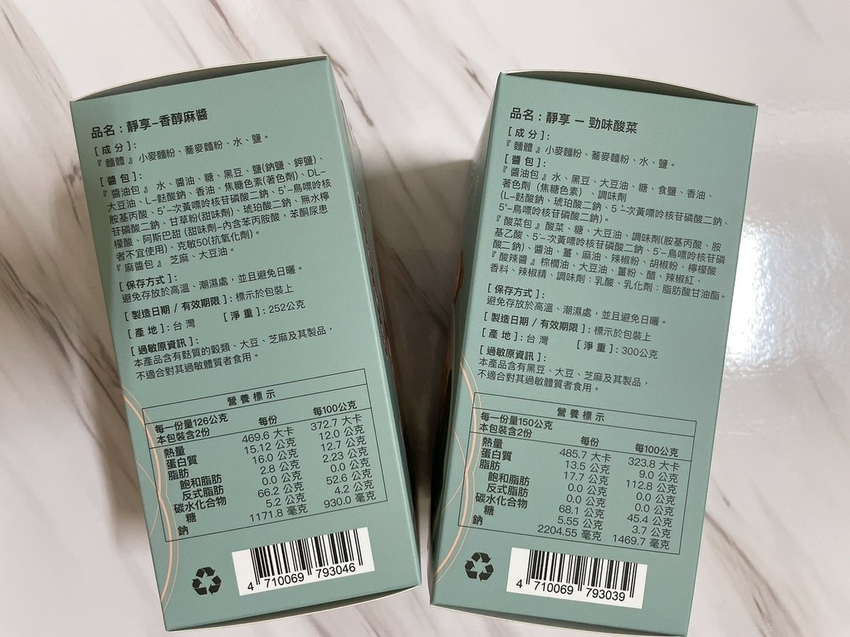 品名：靜享-香醇麻醬
[ 成 分 ]：
『 麵體 』小麥麵粉、蕎麥麵粉、水、鹽。
[ 醬 包 ]：
『 醬油包 』 水、醬油、糖、黑豆、鹽(鈉鹽、鉀鹽)、
大豆油、L-麩酸鈉、香油、焦糖色素(著色劑)、DL-
胺基丙酸、5'-次黃嘌呤核苷磷酸二鈉、5'-鳥嘌呤核
苷磷酸二鈉、甘草粉(甜味劑)、琥珀酸二鈉、無水檸
檬酸、阿斯巴甜 (甜味劑-內含苯丙胺酸，苯酮尿患
者不宜使用)、克敏50(抗氧化劑)。
『 麻醬包 』 芝麻、大豆油。
[ 保存方式 ]：
避免存放於高溫、潮濕處，並且避免日曬。
[ 製造日期 / 有效期限 ]：標示於包裝上
[ 產 地 ]：台 灣 [ 淨 重 ]：252公克
[ 過敏原資訊 ]：
本產品含有麩質的穀類、大豆、芝麻及其製品，
不適合對其過敏體質者食用。
營養標示
每一份量126公克
本包裝含2份
每份 每100公克
熱量 469.6 大卡 372.7 大卡
蛋白質 15.12 公克 12.0 公克
脂肪 16.0 公克 12.7 公克
飽和脂肪 2.8 公克 2.23 公克
反式脂肪 0.0 公克 0.0 公克
碳水化合物 66.2 公克 52.6 公克
糖 5.2 公克 4.2 公克
鈉 1171.8 毫克 930.0 毫克
4 710069 793046
品名：靜享 – 勁味酸菜
[ 成 分 ]：
『 麵體 』小麥麵粉、蕎麥麵粉、水、鹽。
[ 醬 包 ]：
『 醬油包 』 水、黑豆、大豆油、糖、食鹽、香油、
著色劑（焦糖色素）、調味劑
(L-麩酸鈉、琥珀酸二鈉、5'-次黃嘌呤核苷磷酸二鈉、
5'-鳥嘌呤核苷磷酸二鈉)。
『 酸菜包 』酸菜、糖、大豆油、調味劑(胺基丙酸、胺
基乙酸、5'-次黃嘌呤核苷磷酸二鈉、5'-鳥嘌呤核苷磷
酸二鈉)、醬油、薑、麻油、辣椒粉、胡椒粉、檸檬酸
『 酸辣醬 』棕櫚油、大豆油、薑粉、醋、辣椒紅、
香料、辣椒精、調味劑：乳酸、乳化劑：脂肪酸甘油酯。
[ 保存方式 ]：
避免存放於高溫、潮濕處，並且避免日曬。
[ 製造日期 / 有效期限 ]：標示於包裝上
[ 產 地 ]：台 灣 [ 淨 重 ]：300公克
[ 過敏原資訊 ]：
本產品含有黑豆、大豆、芝麻及其製品，
不適合對其過敏體質者食用。
營養標示
每一份量150公克
本包裝含2份
每份 每100公克
熱量 485.7 大卡 323.8 大卡
蛋白質 13.5 公克 9.0 公克
脂肪 17.7 公克 112.8 公克
飽和脂肪 0.0 公克 0.0 公克
反式脂肪 0.0 公克 0.0 公克
碳水化合物 68.1 公克 45.4 公克
糖 5.55 公克 3.7 公克
鈉 2204.55 毫克 1469.7 毫克
4 710069 793039